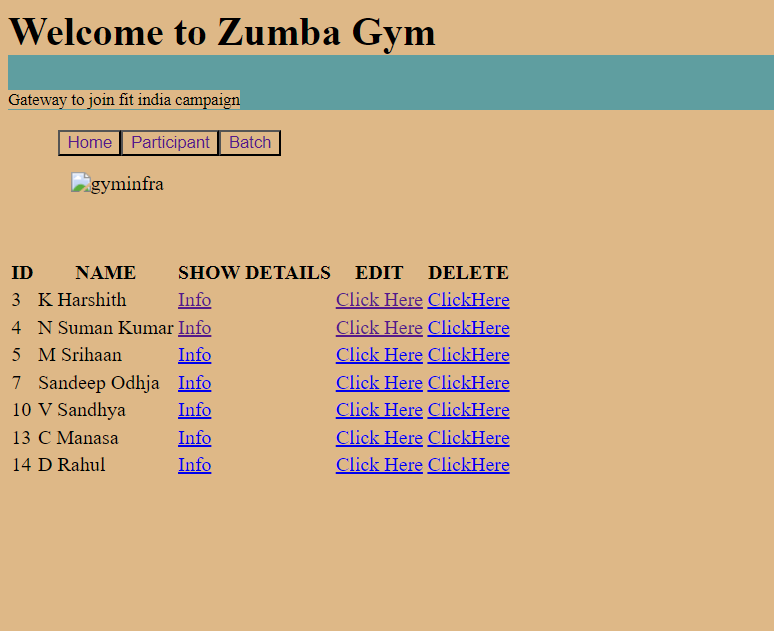 Welcome to Zumba Gym
Gateway to join fit india campaign
Home Participant Batch
gyminfra
ID NAME SHOW DETAILS EDIT DELETE
3 K Harshith Info Click Here ClickHere
4 N Suman Kumar Info Click Here ClickHere
5 M Srihaan Info Click Here ClickHere
7 Sandeep Odhja Info Click Here ClickHere
10 V Sandhya Info Click Here ClickHere
13 C Manasa Info Click Here ClickHere
14 D Rahul Info Click Here ClickHere